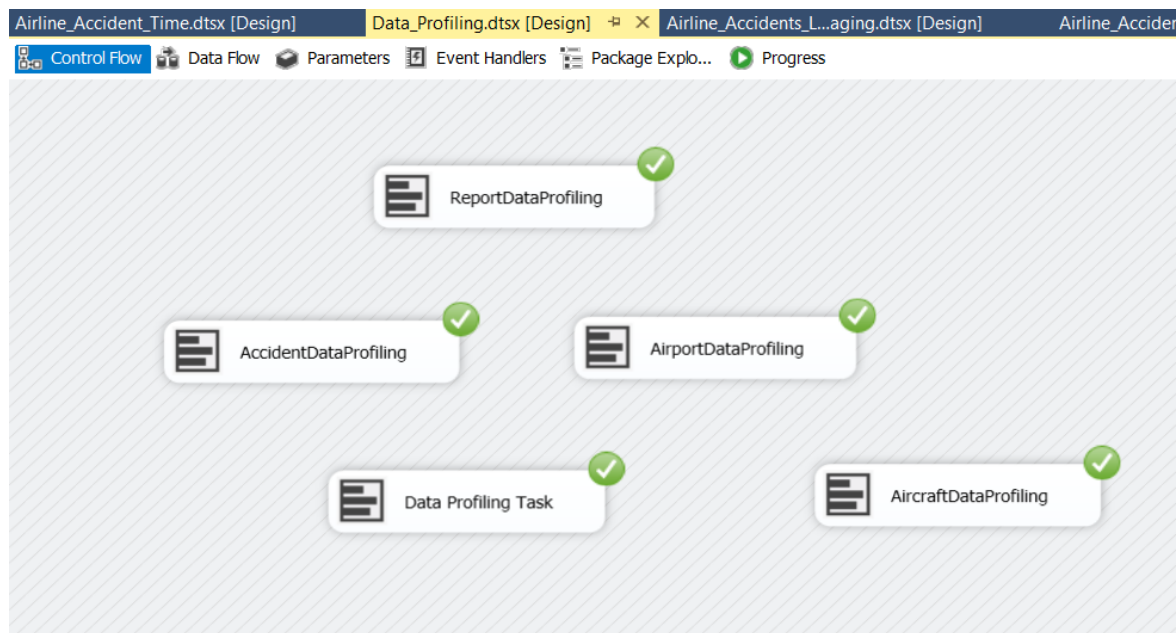 Airline_Accident_Time.dtsx [Design] Data_Profiling.dtsx [Design] Airline_Accidents_L...aging.dtsx [Design] Airline_Acciden
Control Flow Data Flow Parameters Event Handlers Package Explo... Progress
ReportDataProfiling
AccidentDataProfiling AirportDataProfiling
Data Profiling Task AircraftDataProfiling